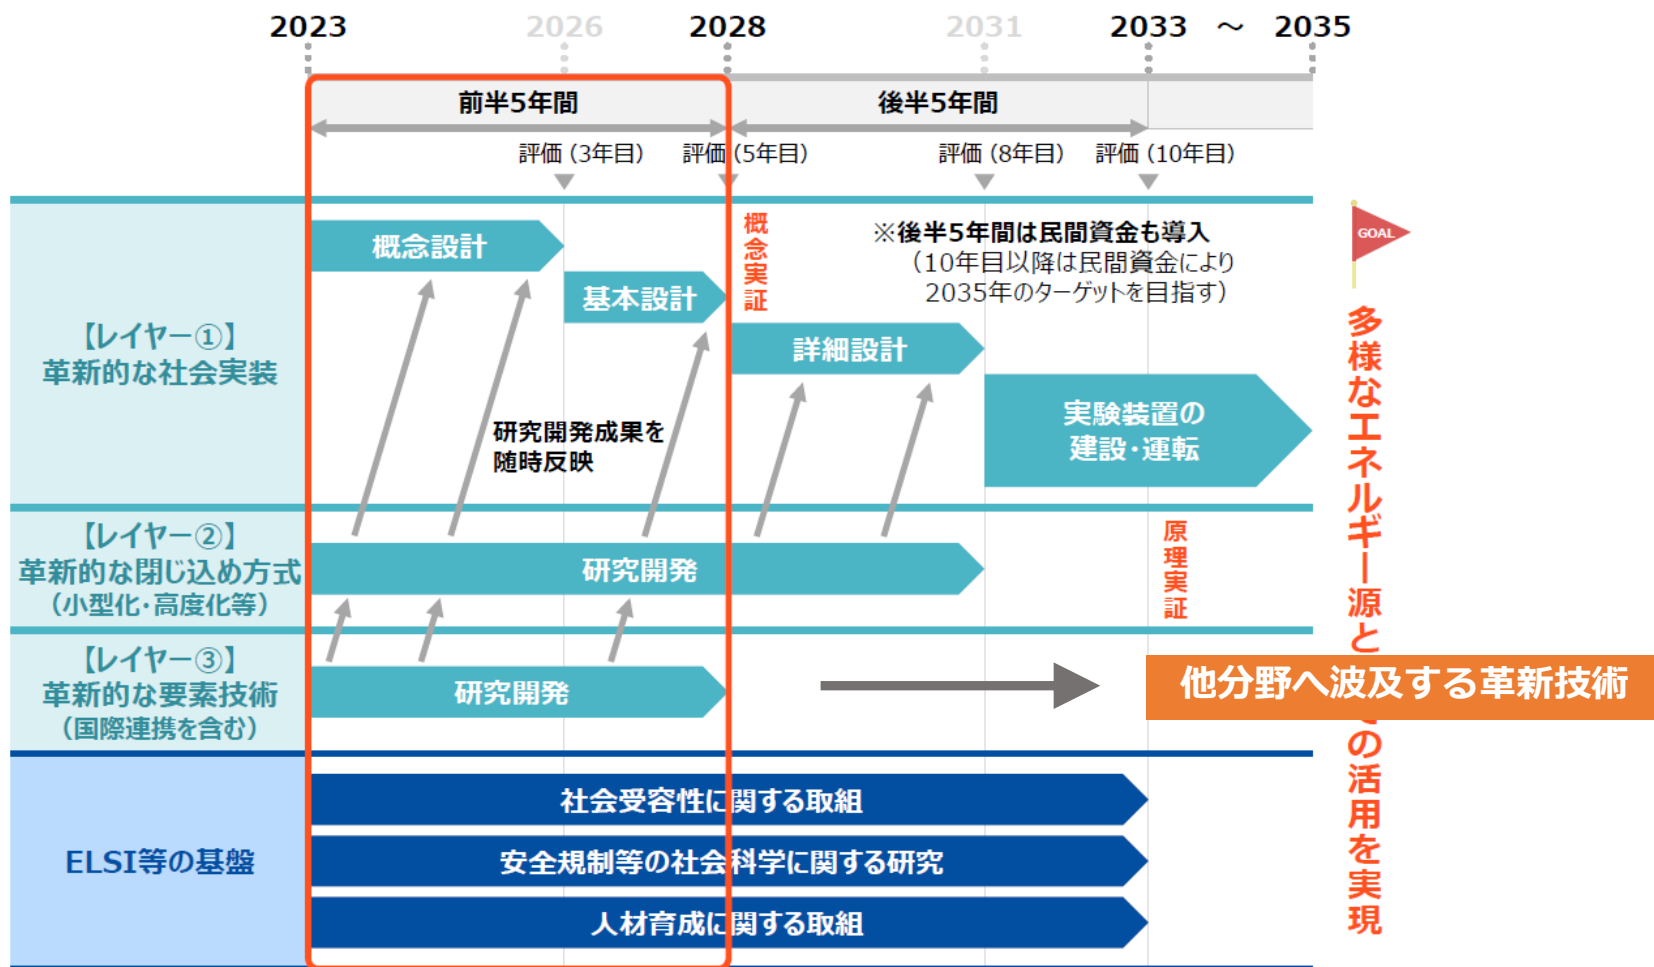 2023
2026
2028
2031
2033 ～ 2035
前半5年間
後半5年間
評価（3年目）
評価（5年目）
評価（8年目）
評価（10年目）
【レイヤー①】
革新的な社会実装
概念設計
基本設計
概念実証
※後半5年間は民間資金も導入
（10年目以降は民間資金により
2035年のターゲットを目指す）
詳細設計
実験装置の
建設・運転
研究開発成果を
随時反映
【レイヤー②】
革新的な閉じ込め方式
（小型化・高度化等）
研究開発
原理実証
【レイヤー③】
革新的な要素技術
（国際連携を含む）
研究開発
他分野へ波及する革新技術
ELSI等の基盤
社会受容性に関する取組
安全規制等の社会科学に関する研究
人材育成に関する取組
GOAL
多様なエネルギー源と
の活用を実現